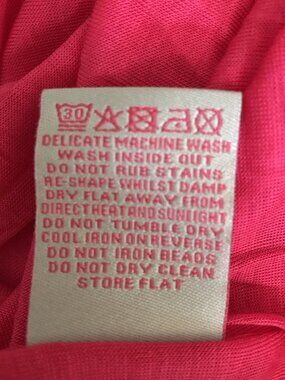 30
DELICATE MACHINE WASH
WASH INSIDE OUT
DO NOT RUB STAINS
RE-SHAPE WHILST DAMP
DRY FLAT AWAY FROM
DIRECT HEAT AND SUNLIGHT
DO NOT TUMBLE DRY
COOL IRON ON REVERSE
DO NOT IRON BEADS
DO NOT DRY CLEAN
STORE FLAT